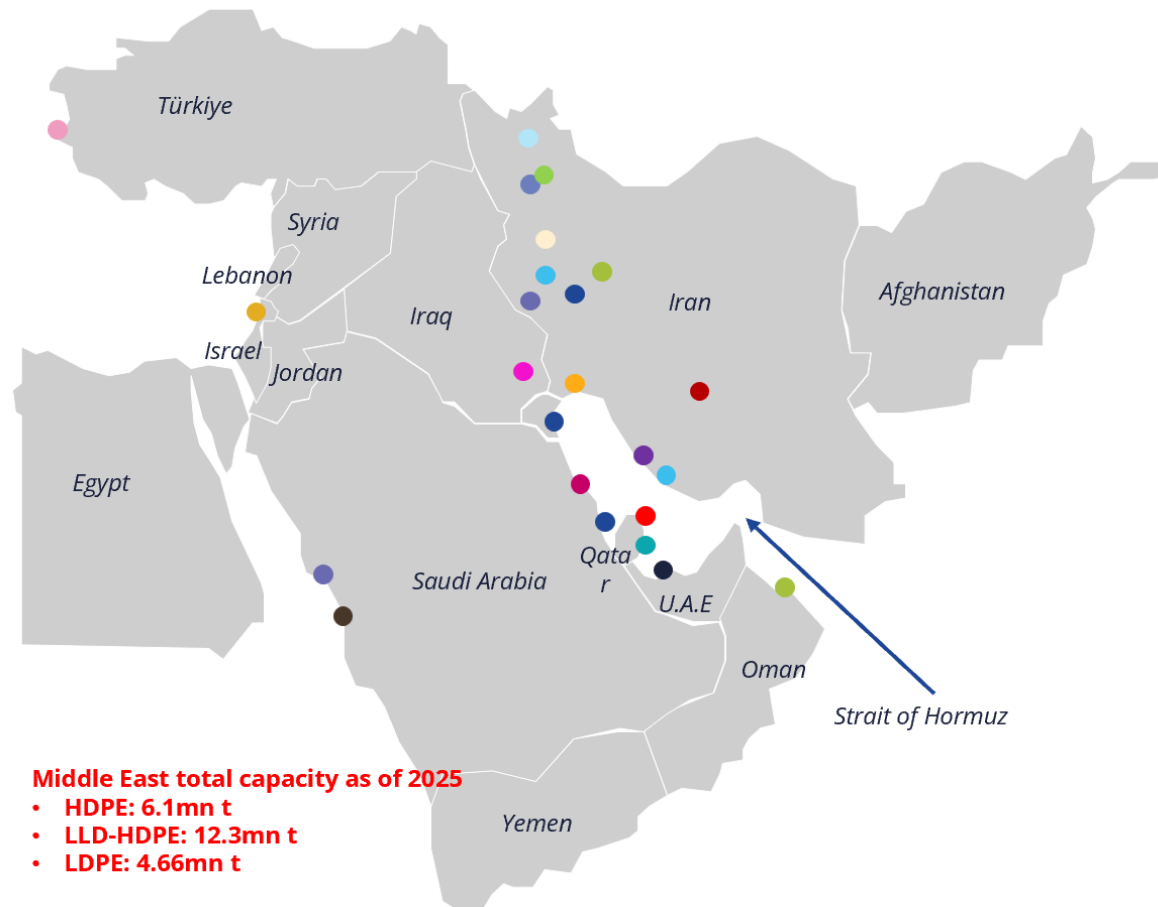 Türkiye
Syria
Lebanon
Iraq
Iran
Afghanistan
Israel
Jordan
Egypt
Saudi Arabia
Qata
r
U.A.E
Oman
Strait of Hormuz
Yemen
Middle East total capacity as of 2025
• HDPE: 6.1mn t
• LLD-HDPE: 12.3mn t
• LDPE: 4.66mn t